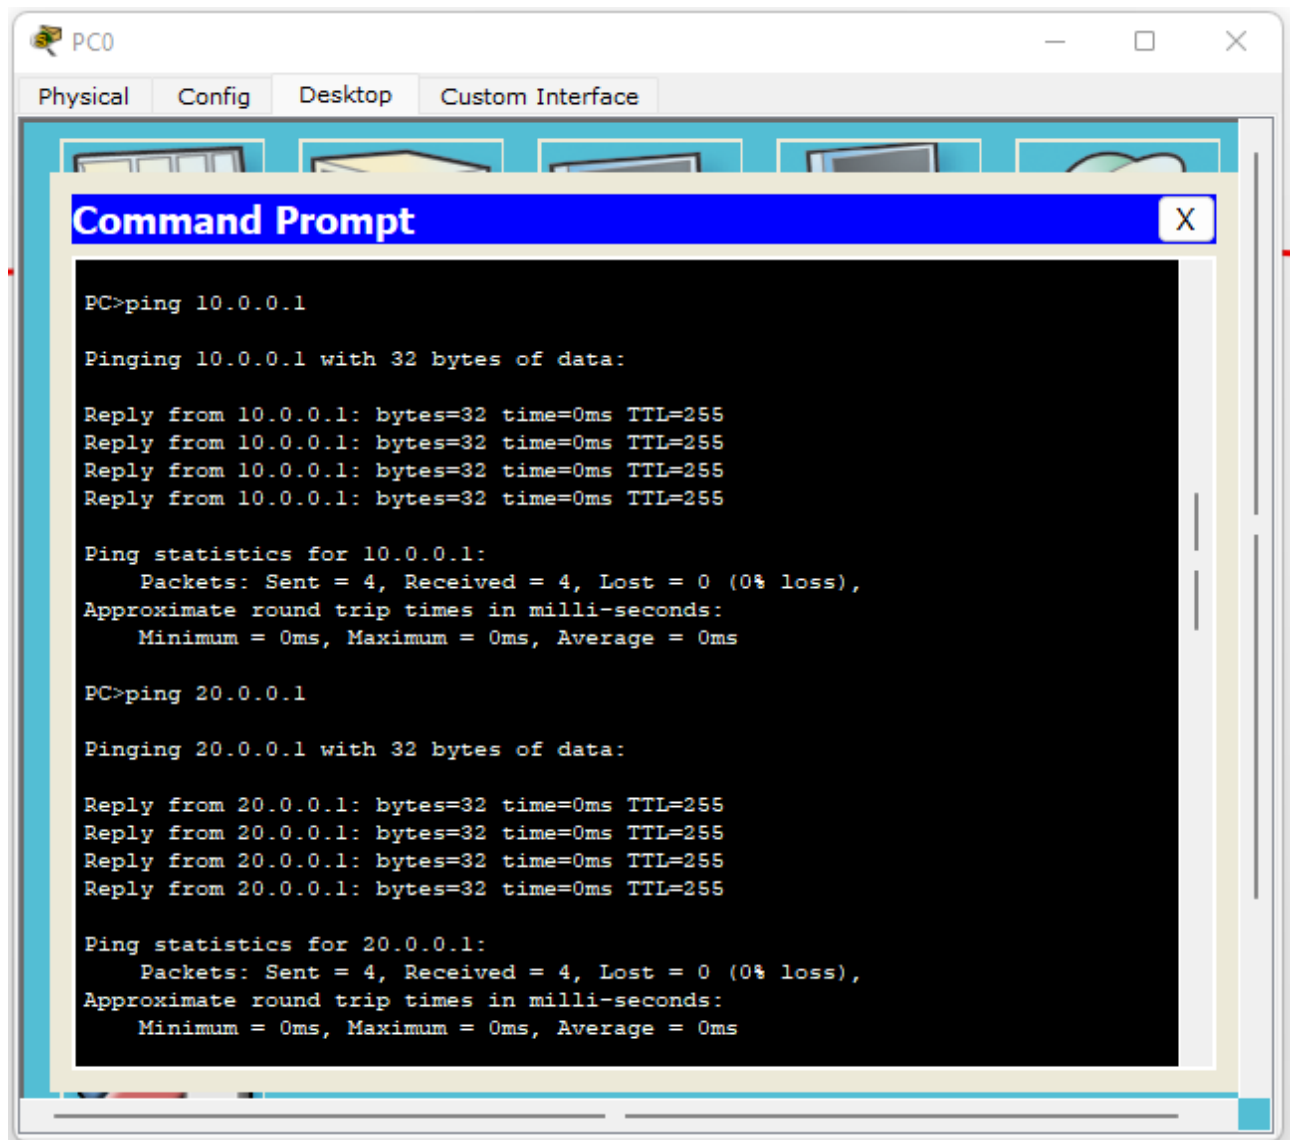 PC0
Physical Config Desktop Custom Interface
Command Prompt
X
PC>ping 10.0.0.1
Pinging 10.0.0.1 with 32 bytes of data:
Reply from 10.0.0.1: bytes=32 time=0ms TTL=255
Reply from 10.0.0.1: bytes=32 time=0ms TTL=255
Reply from 10.0.0.1: bytes=32 time=0ms TTL=255
Reply from 10.0.0.1: bytes=32 time=0ms TTL=255
Ping statistics for 10.0.0.1:
Packets: Sent = 4, Received = 4, Lost = 0 (0% loss),
Approximate round trip times in milli-seconds:
Minimum = 0ms, Maximum = 0ms, Average = 0ms
PC>ping 20.0.0.1
Pinging 20.0.0.1 with 32 bytes of data:
Reply from 20.0.0.1: bytes=32 time=0ms TTL=255
Reply from 20.0.0.1: bytes=32 time=0ms TTL=255
Reply from 20.0.0.1: bytes=32 time=0ms TTL=255
Reply from 20.0.0.1: bytes=32 time=0ms TTL=255
Ping statistics for 20.0.0.1:
Packets: Sent = 4, Received = 4, Lost = 0 (0% loss),
Approximate round trip times in milli-seconds:
Minimum = 0ms, Maximum = 0ms, Average = 0ms